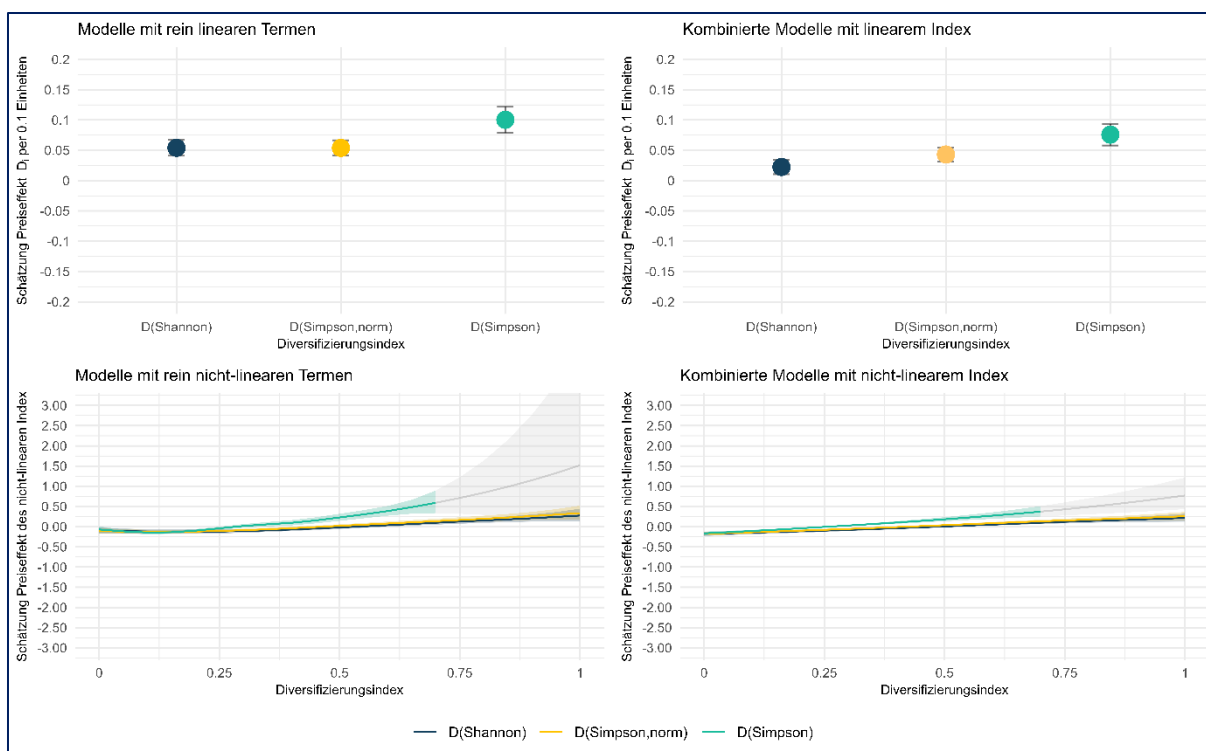 Modelle mit rein linearen Termen
Schätzung Preiseffekt D_i per 0.1 Einheiten
0.2
0.15
0.1
0.05
0
-0.05
-0.1
-0.15
-0.2
D(Shannon)
D(Simpson,norm)
D(Simpson)
Diversifizierungsindex
Kombinierte Modelle mit linearem Index
Schätzung Preiseffekt D_i per 0.1 Einheiten
0.2
0.15
0.1
0.05
0
-0.05
-0.1
-0.15
-0.2
D(Shannon)
D(Simpson,norm)
D(Simpson)
Diversifizierungsindex
Modelle mit rein nicht-linearen Termen
Schätzung Preiseffekt des nicht-linearen Index
3.00
2.50
2.00
1.50
1.00
0.50
0.00
-0.50
-1.00
-1.50
-2.00
-2.50
-3.00
0
0.25
0.5
0.75
1
Diversifizierungsindex
Kombinierte Modelle mit nicht-linearem Index
Schätzung Preiseffekt des nicht-linearen Index
3.00
2.50
2.00
1.50
1.00
0.50
0.00
-0.50
-1.00
-1.50
-2.00
-2.50
-3.00
0
0.25
0.5
0.75
1
Diversifizierungsindex
D(Shannon) D(Simpson,norm) D(Simpson)